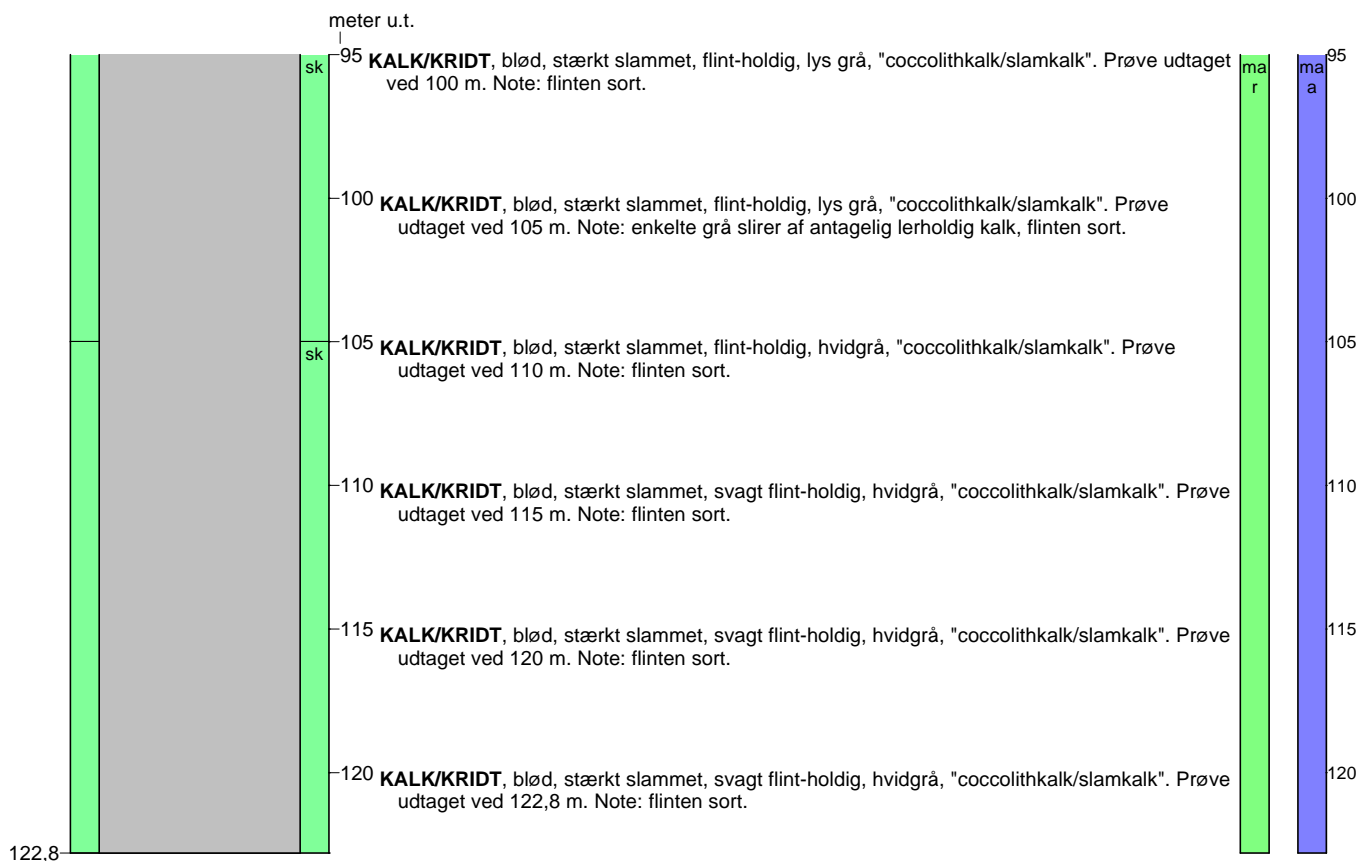 meter u.t.
sk
95 KALK/KRIDT, blød, stærkt slammet, flint-holdig, lys grå, "coccolithkalk/slamkalk". Prøve udtaget
ved 100 m. Note: flinten sort.
ma
r
ma
a
95
100 KALK/KRIDT, blød, stærkt slammet, flint-holdig, lys grå, "coccolithkalk/slamkalk". Prøve
udtaget ved 105 m. Note: enkelte grå slirer af antagelig lerholdig kalk, flinten sort.
100
sk
105 KALK/KRIDT, blød, stærkt slammet, flint-holdig, hvidgrå, "coccolithkalk/slamkalk". Prøve
udtaget ved 110 m. Note: flinten sort.
105
110 KALK/KRIDT, blød, stærkt slammet, svagt flint-holdig, hvidgrå, "coccolithkalk/slamkalk". Prøve
udtaget ved 115 m. Note: flinten sort.
110
115 KALK/KRIDT, blød, stærkt slammet, svagt flint-holdig, hvidgrå, "coccolithkalk/slamkalk". Prøve
udtaget ved 120 m. Note: flinten sort.
115
120 KALK/KRIDT, blød, stærkt slammet, svagt flint-holdig, hvidgrå, "coccolithkalk/slamkalk". Prøve
udtaget ved 122,8 m. Note: flinten sort.
120
122,8